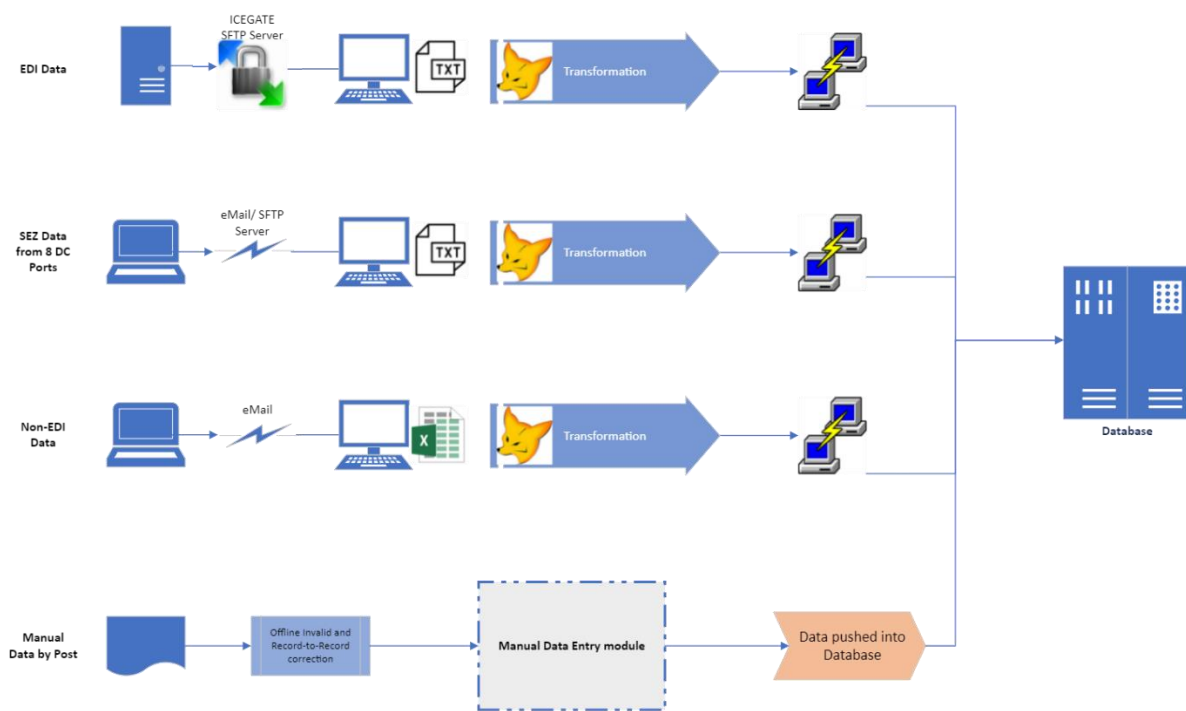 ICEGATE
SFTP Server
EDI Data
TXT
Transformation
eMail/ SFTP
Server
SEZ Data
from 8 DC
Ports
TXT
Transformation
eMail
Non-EDI
Data
X
Transformation
Database
Manual
Data by Post
Offline Invalid and
Record-to-Record
correction
Manual Data Entry module
Data pushed into
Database